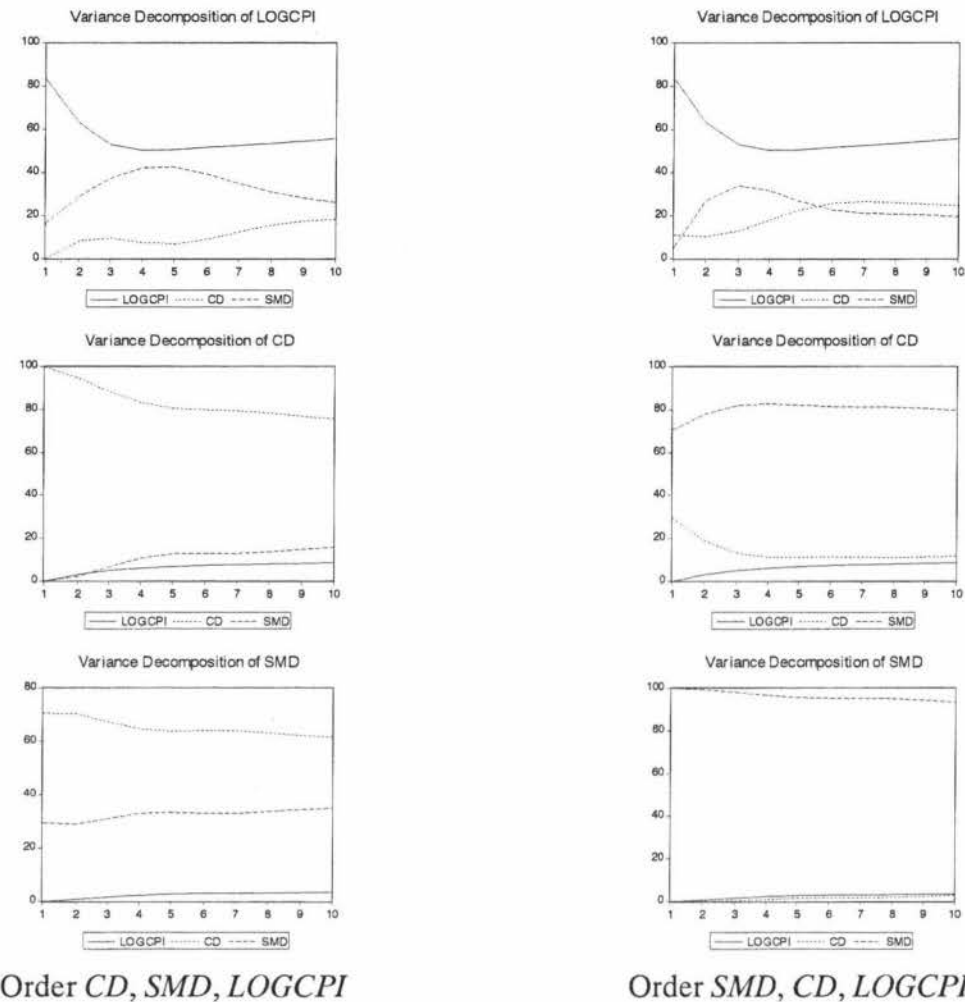 Variance Decomposition of LOGCPI
100
80
60
40
20
0
1 2 3 4 5 6 7 8 9 10
LOGCPI CD SMD
Variance Decomposition of CD
100
80
60
40
20
0
1 2 3 4 5 6 7 8 9 10
LOGCPI CD SMD
Variance Decomposition of SMD
80
60
40
20
0
1 2 3 4 5 6 7 8 9 10
LOGCPI CD SMD
Order CD, SMD, LOGCPI
Variance Decomposition of LOGCPI
100
80
60
40
20
0
1 2 3 4 5 6 7 8 9 10
LOGCPI CD SMD
Variance Decomposition of CD
100
80
60
40
20
0
1 2 3 4 5 6 7 8 9 10
LOGCPI CD SMD
Variance Decomposition of SMD
100
80
60
40
20
0
1 2 3 4 5 6 7 8 9 10
LOGCPI CD SMD
Order SMD, CD, LOGCPI